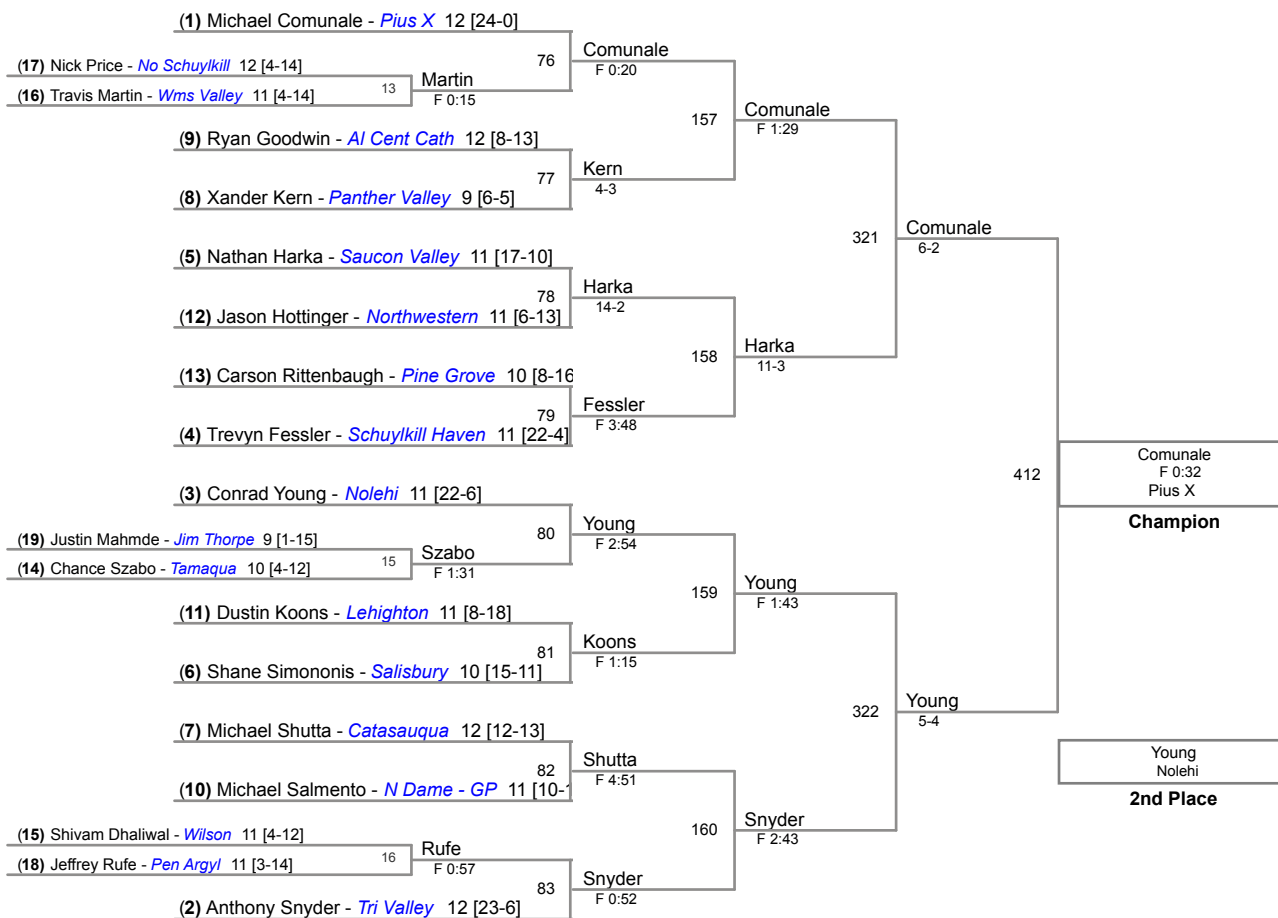 (1) Michael Comunale - Pius X 12 [24-0]
76
Comunale
F 0:20
(17) Nick Price - No Schuylkill 12 [4-14]
13
Martin
F 0:15
(16) Travis Martin - Wms Valley 11 [4-14]
157
Comunale
F 1:29
(9) Ryan Goodwin - Al Cent Cath 12 [8-13]
77
Kern
4-3
(8) Xander Kern - Panther Valley 9 [6-5]
321
Comunale
6-2
(5) Nathan Harka - Saucon Valley 11 [17-10]
78
Harka
14-2
(12) Jason Hottinger - Northwestern 11 [6-13]
158
Harka
11-3
(13) Carson Rittenbaugh - Pine Grove 10 [8-16
79
Fessler
F 3:48
(4) Trevyn Fessler - Schuylkill Haven 11 [22-4]
412
Comunale
F 0:32
Pius X
Champion
(3) Conrad Young - Nolehi 11 [22-6]
80
Young
F 2:54
(19) Justin Mahmde - Jim Thorpe 9 [1-15]
15
Szabo
F 1:31
(14) Chance Szabo - Tamaqua 10 [4-12]
159
Young
F 1:43
(11) Dustin Koons - Lehighton 11 [8-18]
81
Koons
F 1:15
(6) Shane Simononis - Salisbury 10 [15-11]
322
Young
5-4
(7) Michael Shutta - Catasauqua 12 [12-13]
82
Shutta
F 4:51
(10) Michael Salmento - N Dame - GP 11 [10-1
Young
Nolehi
2nd Place
160
Snyder
F 2:43
(15) Shivam Dhaliwal - Wilson 11 [4-12]
16
Rufe
F 0:57
(18) Jeffrey Rufe - Pen Argyl 11 [3-14]
83
Snyder
F 0:52
(2) Anthony Snyder - Tri Valley 12 [23-6]